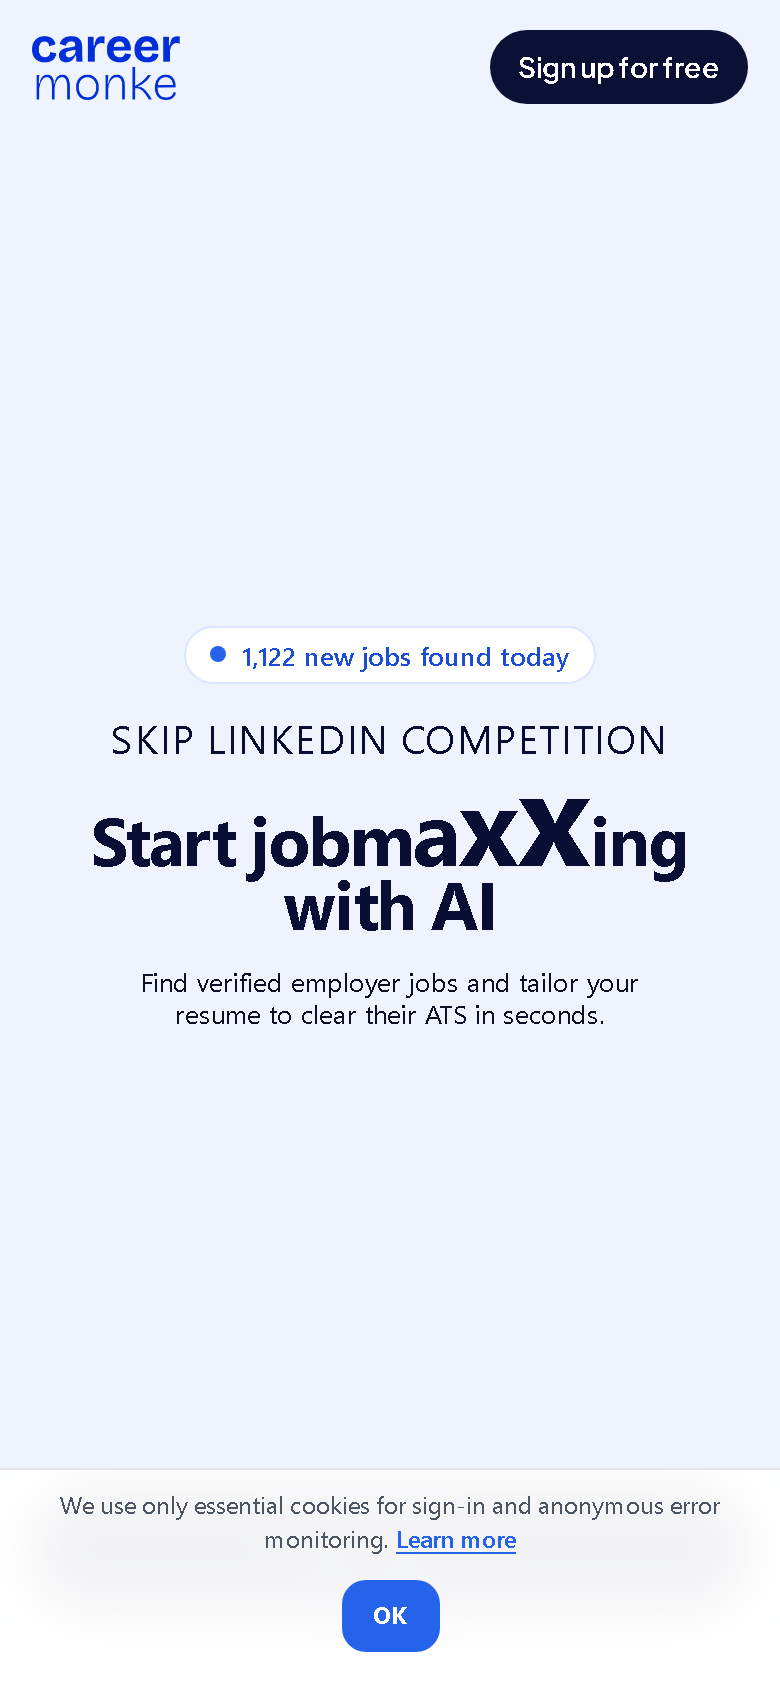 career
monke
Sign up for free
1,122 new jobs found today
SKIP LINKEDIN COMPETITION
Start jobmaxXing
with AI
Find verified employer jobs and tailor your
resume to clear their ATS in seconds.
We use only essential cookies for sign-in and anonymous error
monitoring. Learn more
OK